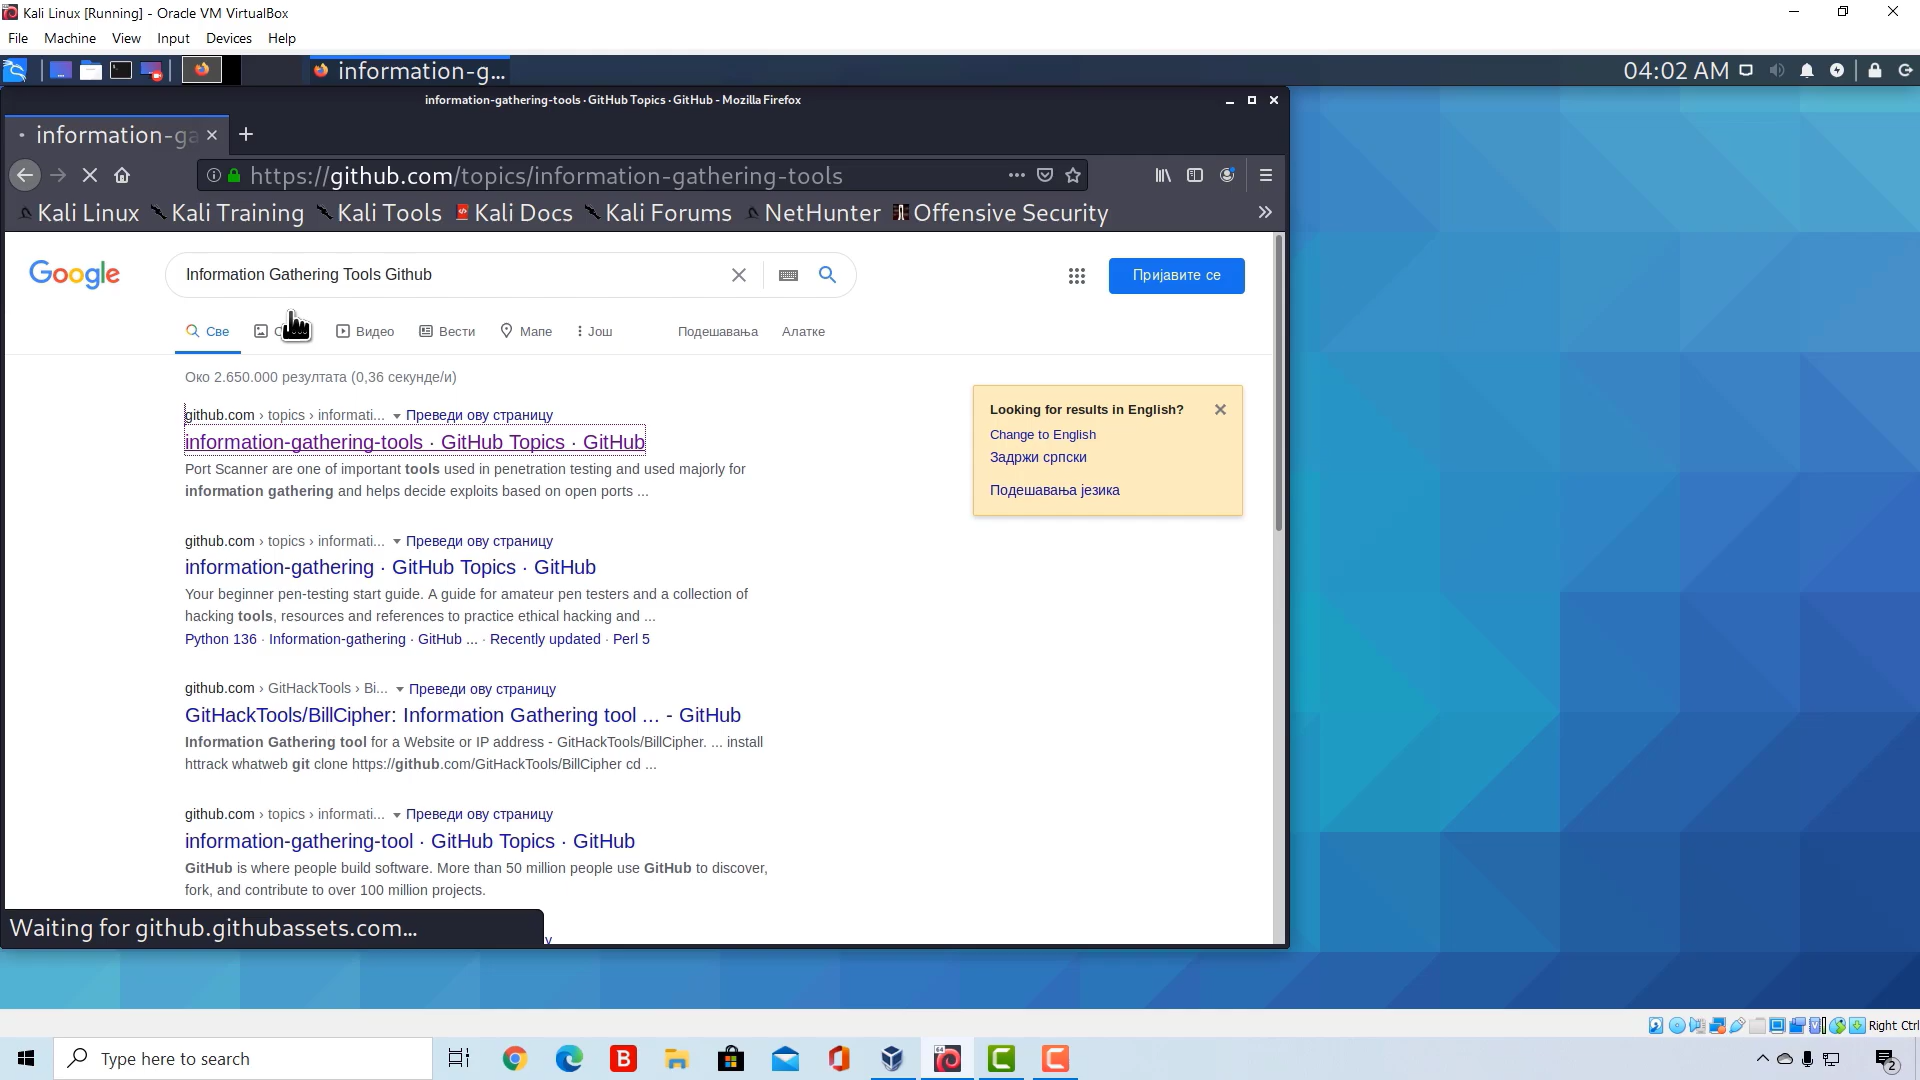 Kali Linux [Running] - Oracle VM VirtualBox
File Machine View Input Devices Help
information-g...
04:02 AM
information-gathering-tools · GitHub Topics · GitHub - Mozilla Firefox
information-ga
https://github.com/topics/information-gathering-tools
Kali Linux Kali Training Kali Tools Kali Docs Kali Forums NetHunter Offensive Security
Google
Information Gathering Tools Github
Пријавите се
Све Видео Вести Мапе Још Подешавања Алатке
Око 2.650.000 резултата (0,36 секунде/и)
github.com › topics › informati... Преведи ову страницу
information-gathering-tools · GitHub Topics · GitHub
Port Scanner are one of important tools used in penetration testing and used majorly for
information gathering and helps decide exploits based on open ports ...
Looking for results in English?
Change to English
Задржи српски
Подешавања језика
github.com › topics › informati... Преведи ову страницу
information-gathering · GitHub Topics · GitHub
Your beginner pen-testing start guide. A guide for amateur pen testers and a collection of
hacking tools, resources and references to practice ethical hacking and ...
Python 136 · Information-gathering · GitHub ... · Recently updated · Perl 5
github.com › GitHackTools › Bi... Преведи ову страницу
GitHackTools/BillCipher: Information Gathering tool ... - GitHub
Information Gathering tool for a Website or IP address - GitHackTools/BillCipher. ... install
httrack whatweb git clone https://github.com/GitHackTools/BillCipher cd ...
github.com › topics › informati... Преведи ову страницу
information-gathering-tool · GitHub Topics · GitHub
GitHub is where people build software. More than 50 million people use GitHub to discover,
fork, and contribute to over 100 million projects.
Waiting for github.githubassets.com...
Right Ctrl
Type here to search
2